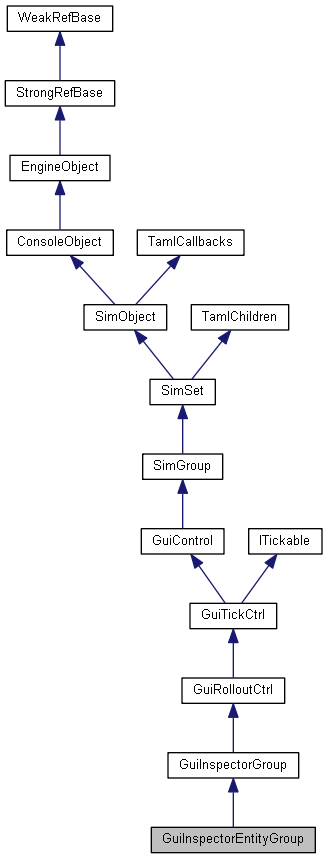 WeakRefBase
StrongRefBase
EngineObject
ConsoleObject
TamlCallbacks
SimObject
TamlChildren
SimSet
SimGroup
GuiControl
ITickable
GuiTickCtrl
GuiRolloutCtrl
GuiInspectorGroup
GuiInspectorEntityGroup